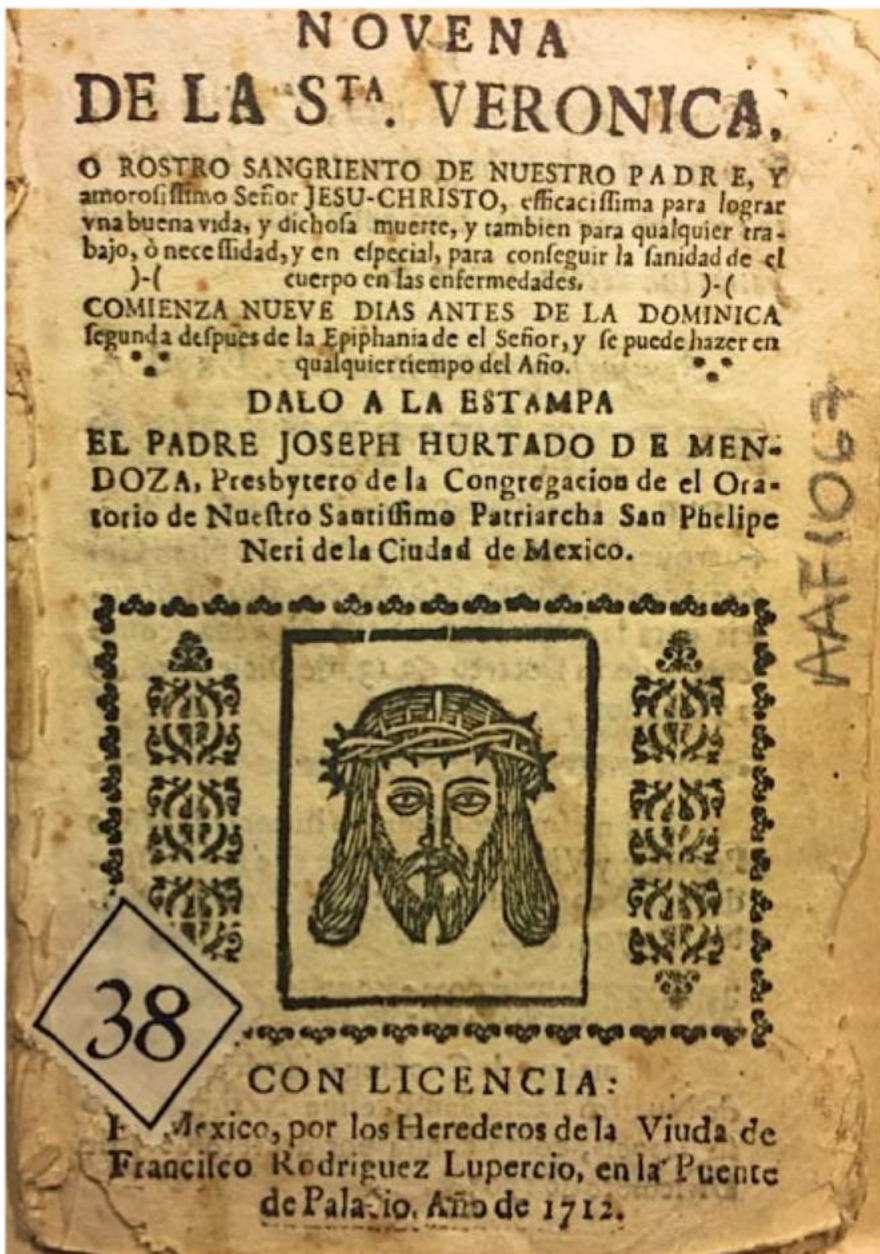 NOVENA
DE LA S^TA. VERONICA,
O ROSTRO SANGRIENTO DE NUESTRO PADRE, Y
amorosiſſimo Señor JESU-CHRISTO, efficaciſſima para lograr
vna buena vida, y dichoſa muerte, y tambien para qualquier tra-
bajo, ò neceſſidad, y en eſpecial, para conſeguir la ſanidad de el
)-( cuerpo en las enfermedades. )-(
COMIENZA NUEVE DIAS ANTES DE LA DOMINICA
ſegunda deſpues de la Epiphania de el Señor, y ſe puede hazer en
qualquier tiempo del Año.
DALO A LA ESTAMPA
EL PADRE JOSEPH HURTADO DE MEN-
DOZA, Presbytero de la Congregacion de el Ora-
torio de Nueſtro Santiſſimo Patriarcha San Phelipe
Neri de la Ciudad de Mexico.
AAF1067
38
CON LICENCIA:
Mexico, por los Herederos de la Viuda de
Franciſco Rodriguez Lupercio, en la Puente
de Palacio. Año de 1712.